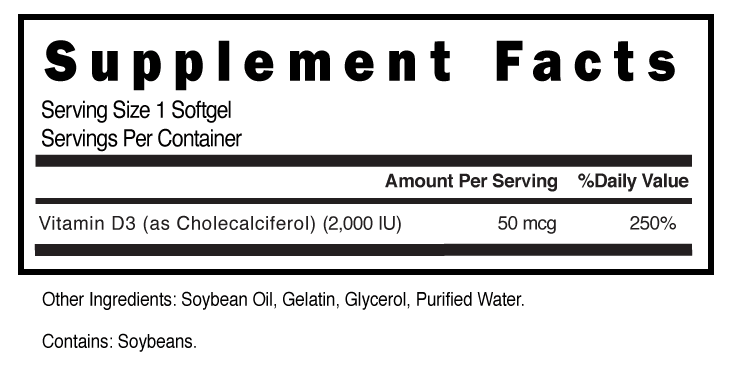 Supplement Facts
Serving Size 1 Softgel
Servings Per Container
Amount Per Serving %Daily Value
Vitamin D3 (as Cholecalciferol) (2,000 IU) 50 mcg 250%
Other Ingredients: Soybean Oil, Gelatin, Glycerol, Purified Water.
Contains: Soybeans.